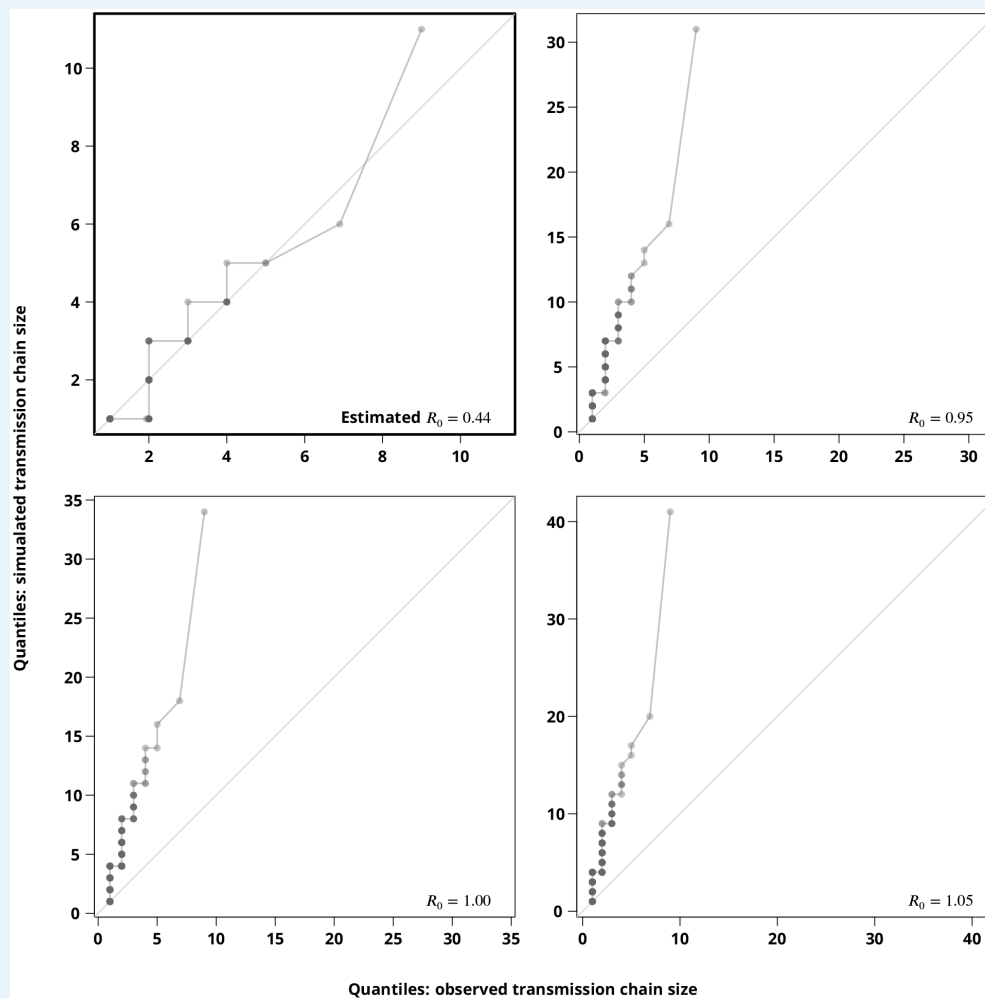 10
8
6
4
2
Estimated R0 = 0.44
2 4 6 8 10
30
25
20
15
10
5
0
R0 = 0.95
0 5 10 15 20 25 30
Quantiles: simualated transmission chain size
35
30
25
20
15
10
5
0
R0 = 1.00
0 5 10 15 20 25 30 35
40
30
20
10
0
R0 = 1.05
0 10 20 30 40
Quantiles: observed transmission chain size